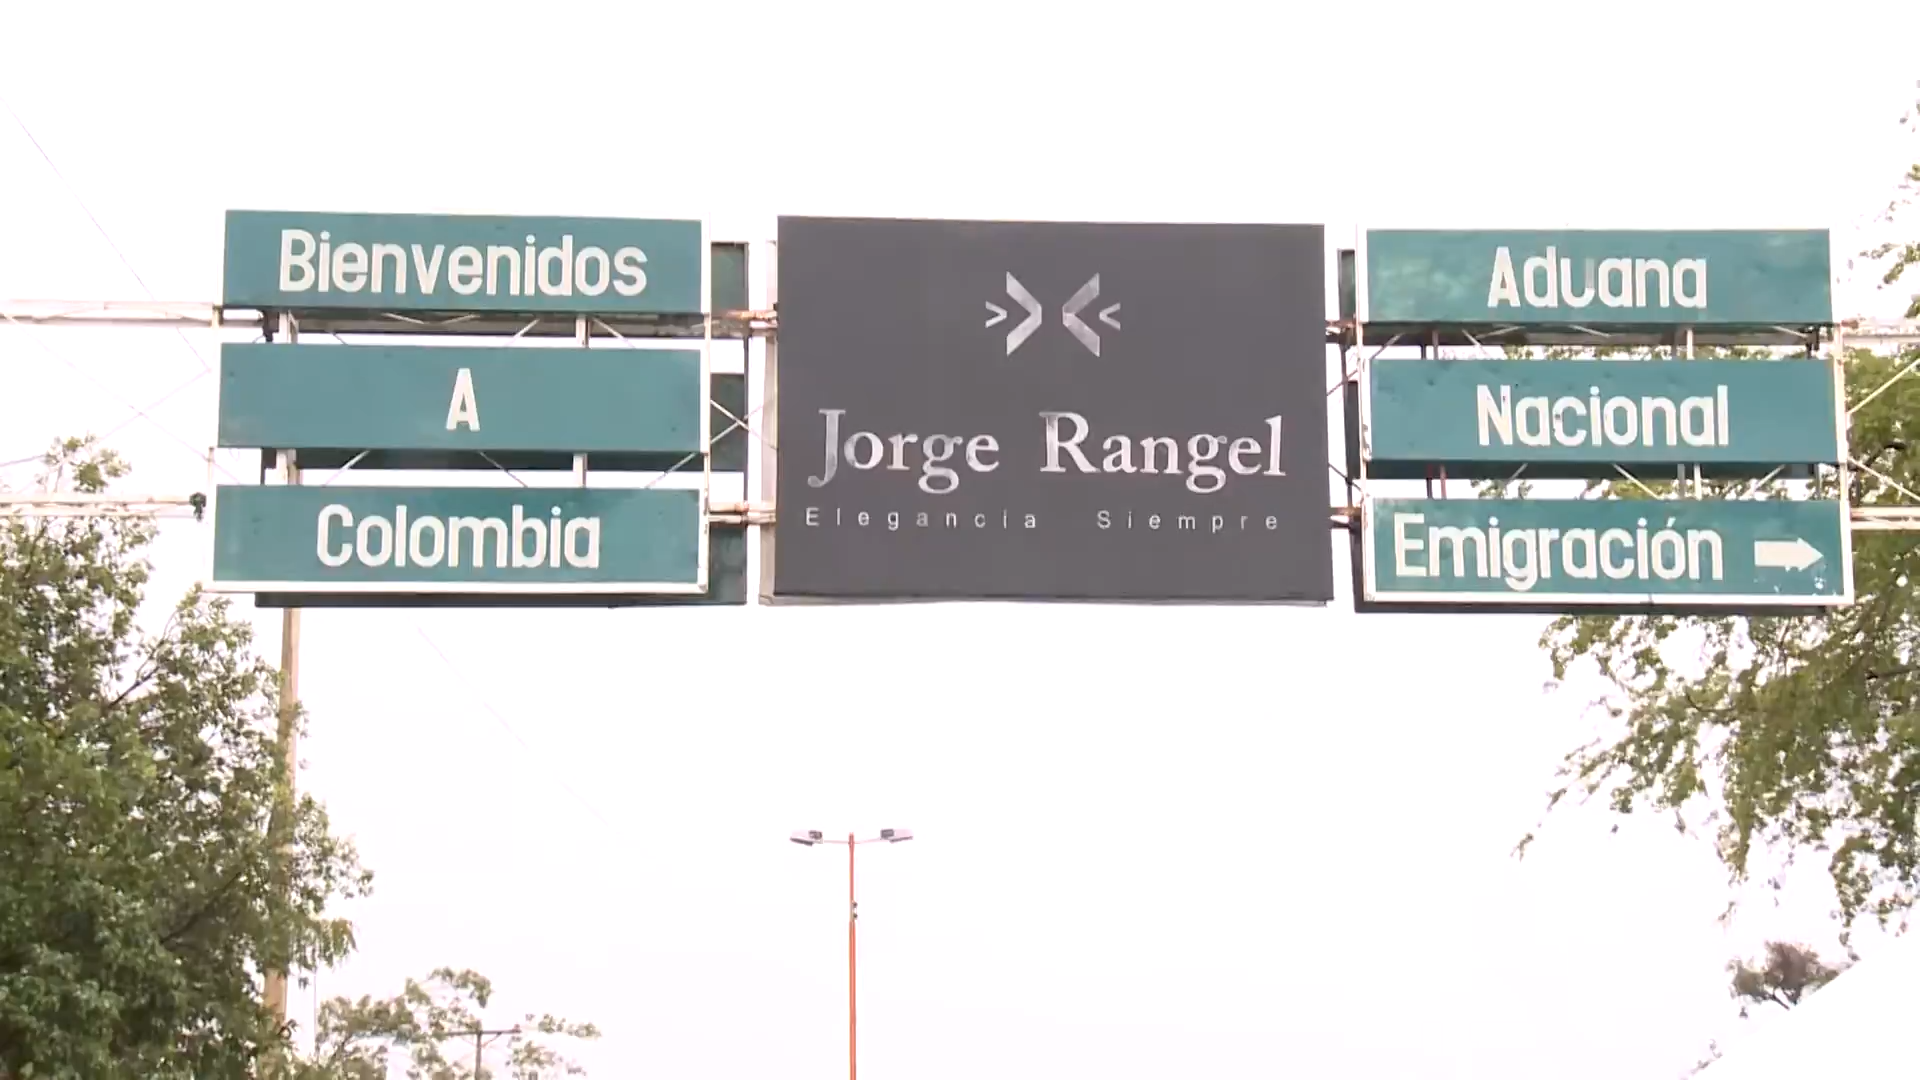 Bienvenidos
A
Colombia
Jorge Rangel
Elegancia Siempre
Aduana
Nacional
Emigración